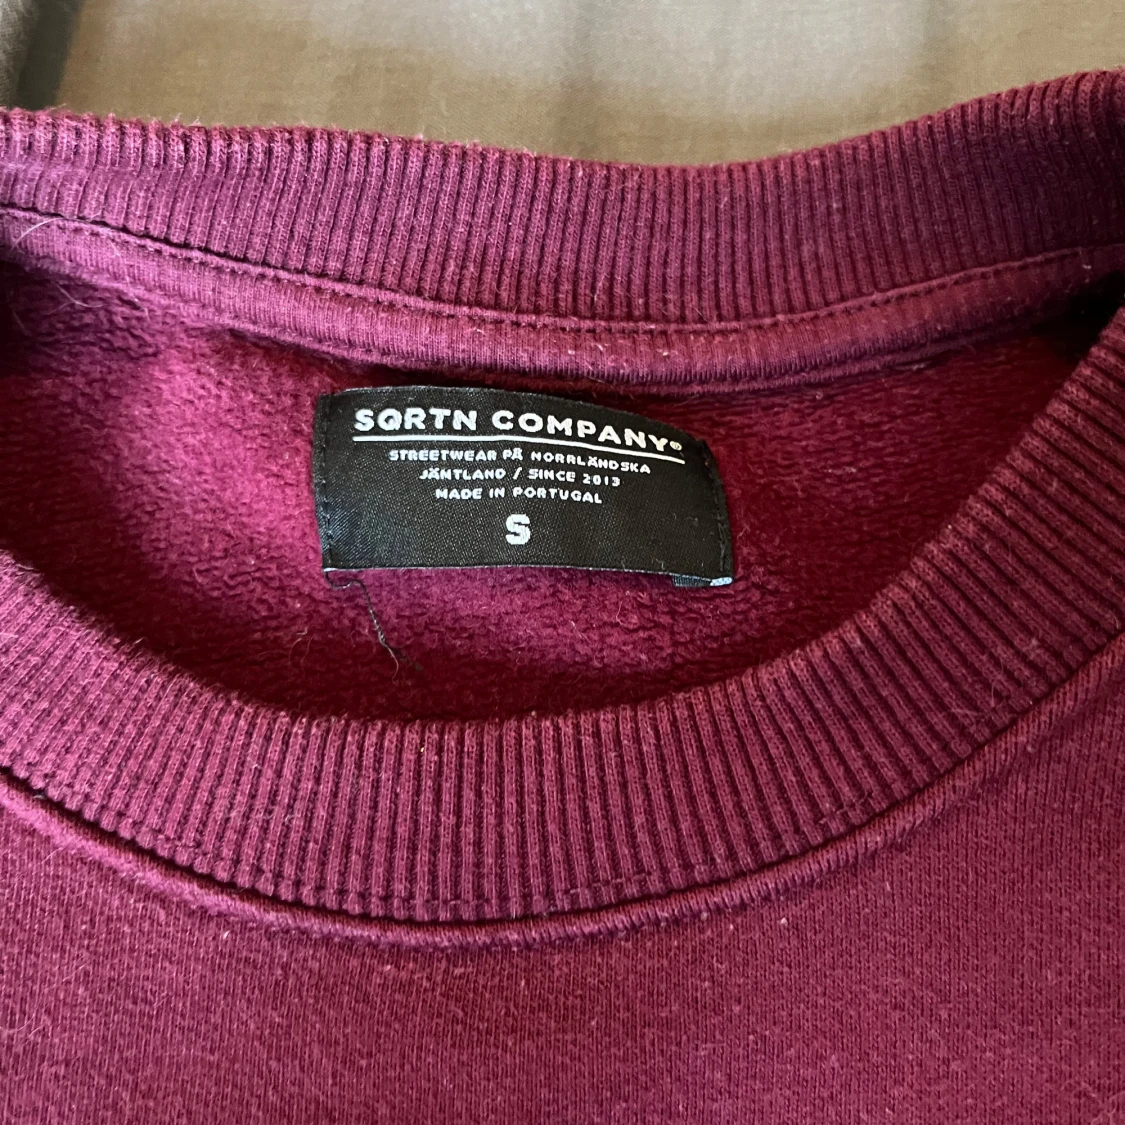 SQRTN COMPANY®
STREETWEAR PÅ NORRLÄNDSKA
JÄMTLAND / SINCE 2013
MADE IN PORTUGAL
S